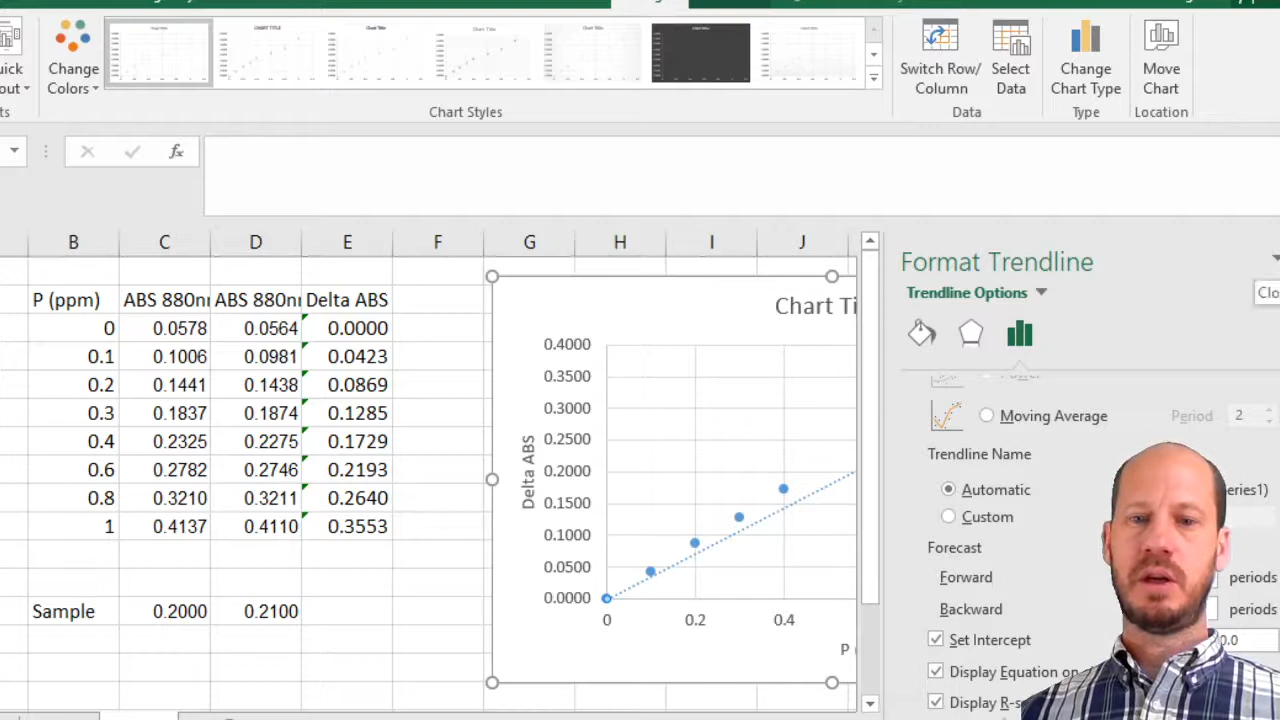 Change
Colors
Chart Styles
Switch Row/
Column
Select
Data
Data
Change
Chart Type
Type
Move
Chart
Location
fx
B C D E F G H I J
P (ppm) ABS 880n ABS 880n Delta ABS
0 0.0578 0.0564 0.0000
0.1 0.1006 0.0981 0.0423
0.2 0.1441 0.1438 0.0869
0.3 0.1837 0.1874 0.1285
0.4 0.2325 0.2275 0.1729
0.6 0.2782 0.2746 0.2193
0.8 0.3210 0.3211 0.2640
1 0.4137 0.4110 0.3553
Sample 0.2000 0.2100
Chart Ti
0.4000
0.3500
0.3000
0.2500
0.2000
0.1500
0.1000
0.0500
0.0000
Delta ABS
0 0.2 0.4
P (
Format Trendline
Clo
Trendline Options
Moving Average Period 2
Trendline Name
Automatic eries1)
Custom
Forecast
Forward periods
Backward periods
Set Intercept 0.0
Display Equation on
Display R-s